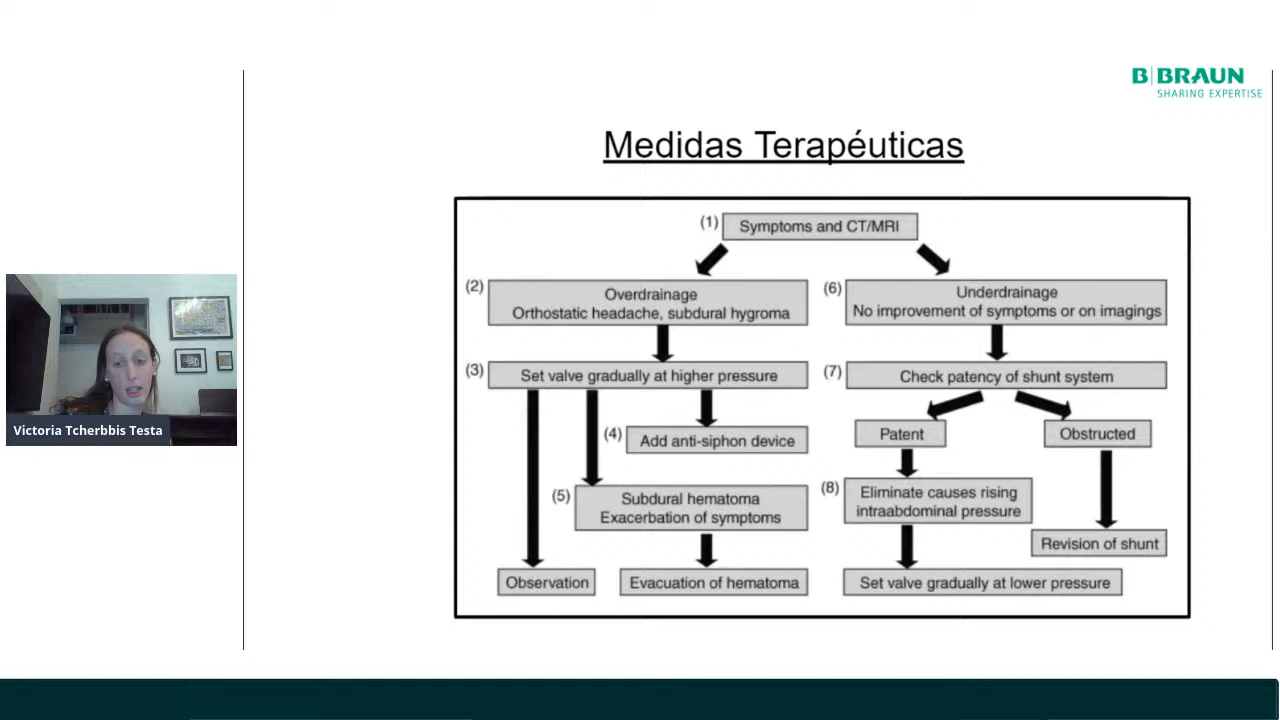 B|BRAUN
SHARING EXPERTISE
Medidas Terapéuticas
(1) Symptoms and CT/MRI
(2) Overdrainage
Orthostatic headache, subdural hygroma
(3) Set valve gradually at higher pressure
(4) Add anti-siphon device
(5) Subdural hematoma
Exacerbation of symptoms
Observation
Evacuation of hematoma
(6) Underdrainage
No improvement of symptoms or on imagings
(7) Check patency of shunt system
Patent
Obstructed
(8) Eliminate causes rising
intraabdominal pressure
Revision of shunt
Set valve gradually at lower pressure
Victoria Tcherbbis Testa